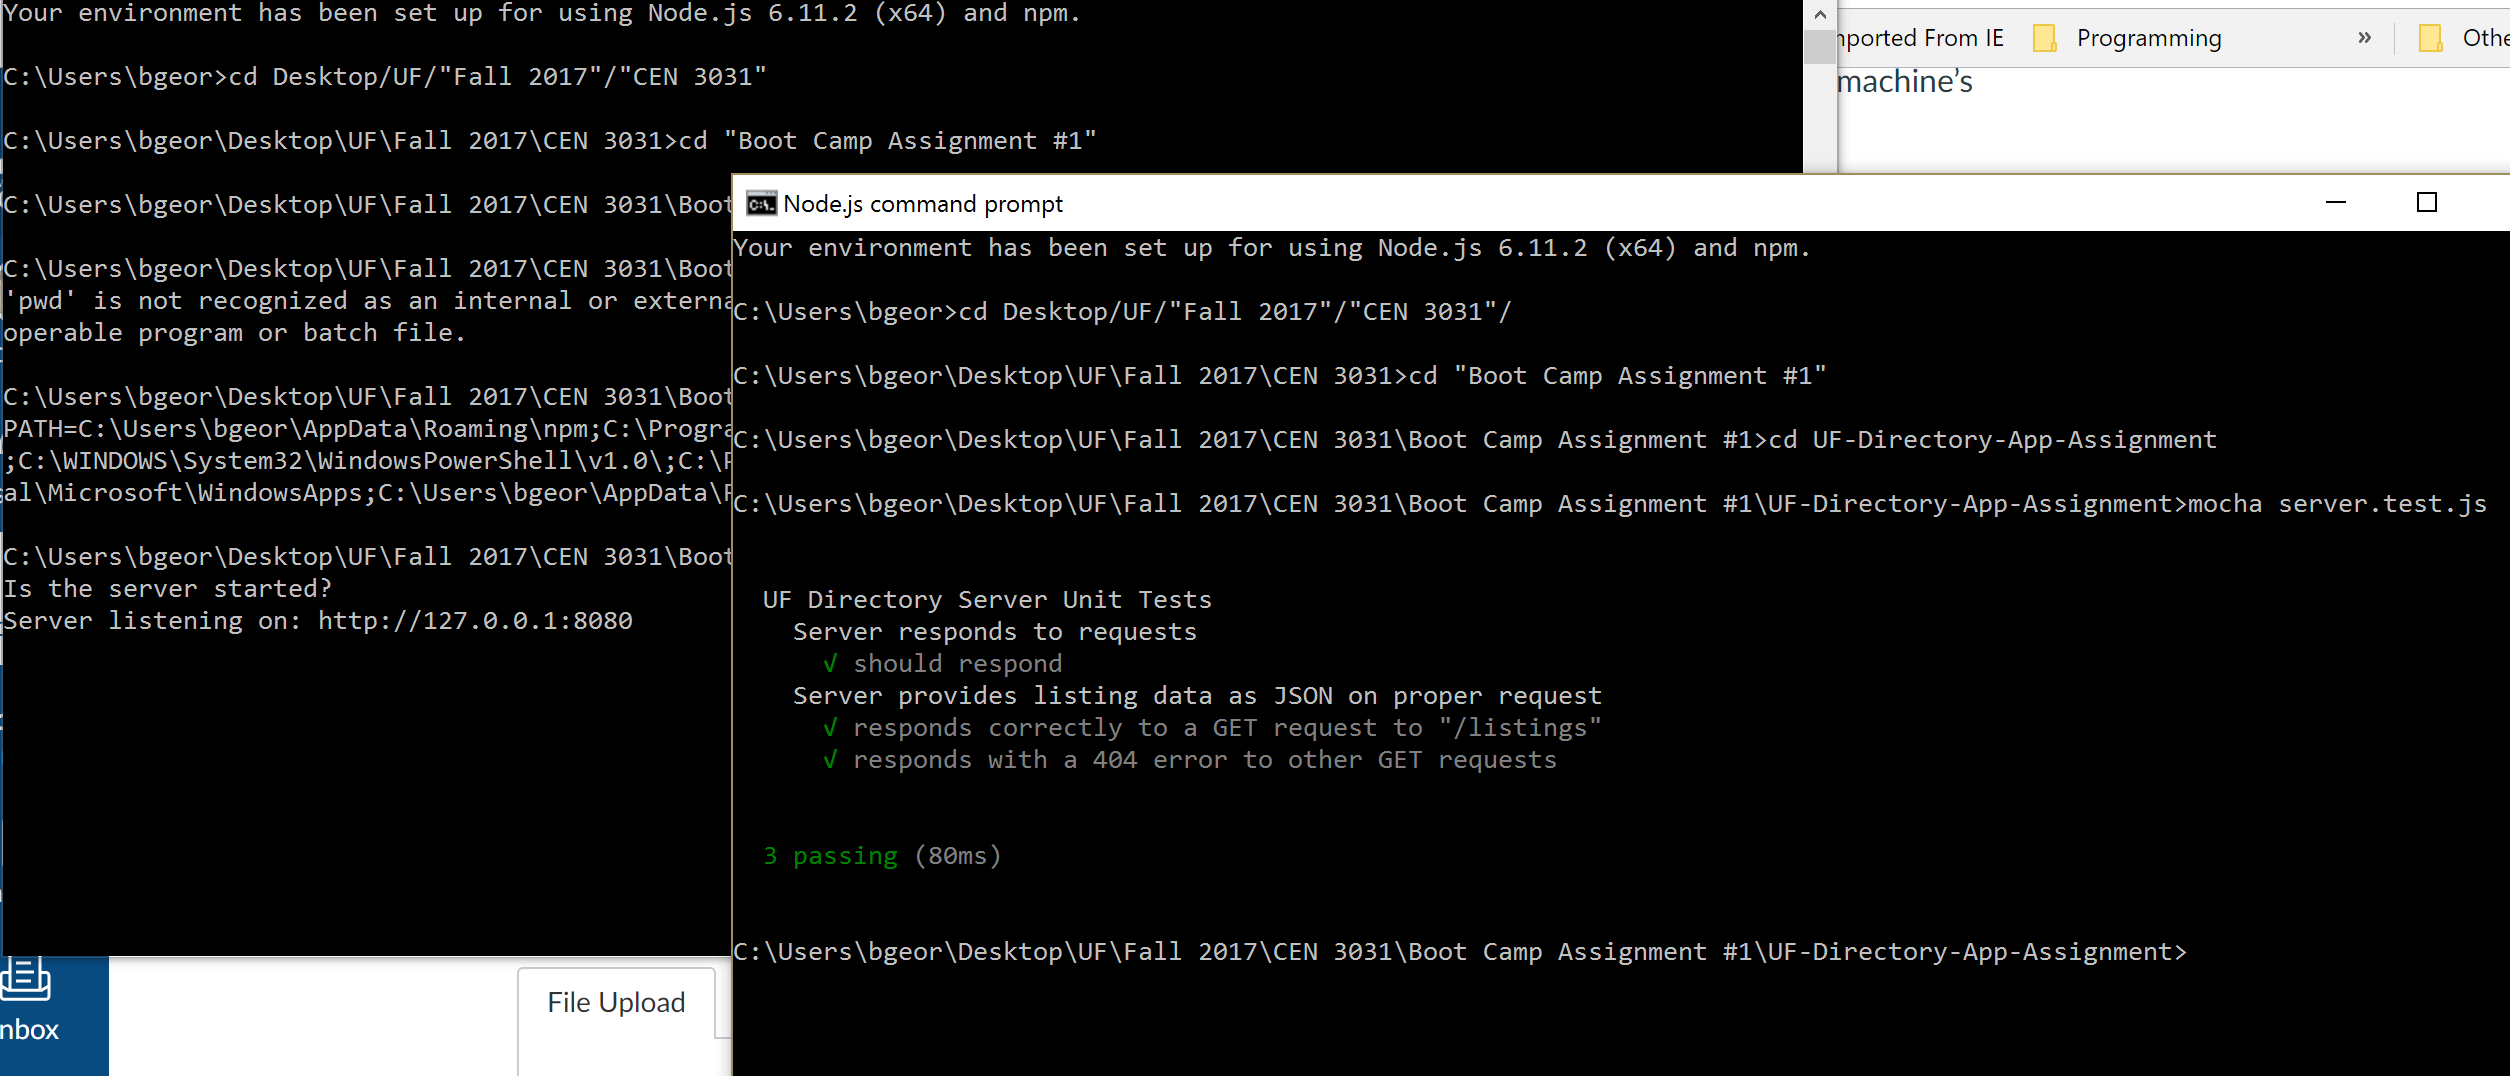 Your environment has been set up for using Node.js 6.11.2 (x64) and npm.
C:\Users\bgeor>cd Desktop/UF/"Fall 2017"/"CEN 3031"
C:\Users\bgeor\Desktop\UF\Fall 2017\CEN 3031>cd "Boot Camp Assignment #1"
C:\Users\bgeor\Desktop\UF\Fall 2017\CEN 3031\Boot
C:\Users\bgeor\Desktop\UF\Fall 2017\CEN 3031\Boot
'pwd' is not recognized as an internal or externa
operable program or batch file.
C:\Users\bgeor\Desktop\UF\Fall 2017\CEN 3031\Boot
PATH=C:\Users\bgeor\AppData\Roaming\npm;C:\Progra
;C:\WINDOWS\System32\WindowsPowerShell\v1.0\;C:\
al\Microsoft\WindowsApps;C:\Users\bgeor\AppData\
C:\Users\bgeor\Desktop\UF\Fall 2017\CEN 3031\Boot
Is the server started?
Server listening on: http://127.0.0.1:8080
mported From IE
Programming
»
Othe
machine’s
Node.js command prompt
Your environment has been set up for using Node.js 6.11.2 (x64) and npm.
C:\Users\bgeor>cd Desktop/UF/"Fall 2017"/"CEN 3031"/
C:\Users\bgeor\Desktop\UF\Fall 2017\CEN 3031>cd "Boot Camp Assignment #1"
C:\Users\bgeor\Desktop\UF\Fall 2017\CEN 3031\Boot Camp Assignment #1>cd UF-Directory-App-Assignment
C:\Users\bgeor\Desktop\UF\Fall 2017\CEN 3031\Boot Camp Assignment #1\UF-Directory-App-Assignment>mocha server.test.js
UF Directory Server Unit Tests
Server responds to requests
√ should respond
Server provides listing data as JSON on proper request
√ responds correctly to a GET request to "/listings"
√ responds with a 404 error to other GET requests
3 passing (80ms)
C:\Users\bgeor\Desktop\UF\Fall 2017\CEN 3031\Boot Camp Assignment #1\UF-Directory-App-Assignment>
nbox
File Upload